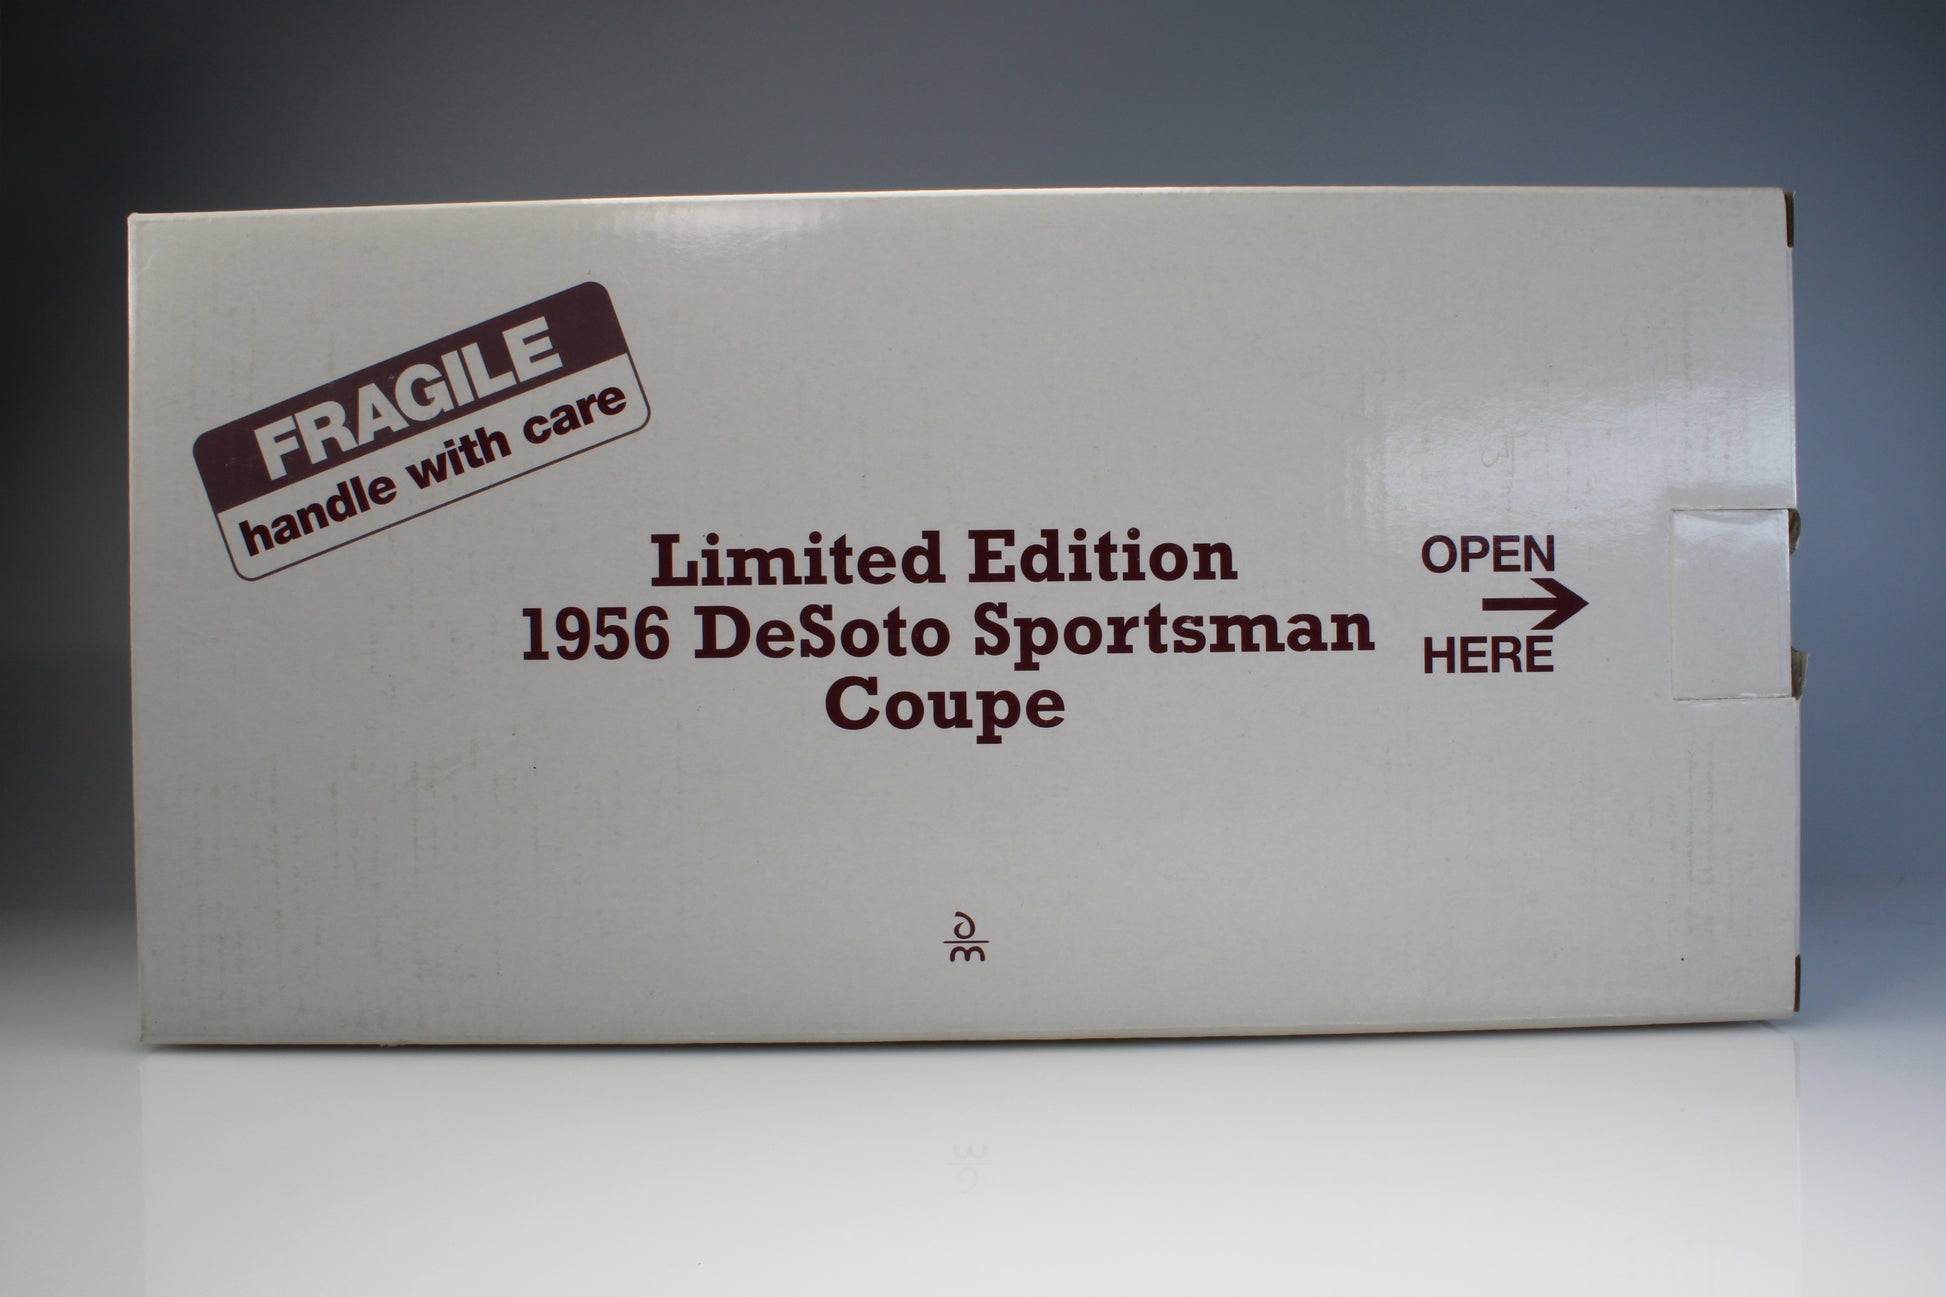 FRAGILE
handle with care
Limited Edition
1956 DeSoto Sportsman
Coupe
OPEN
HERE